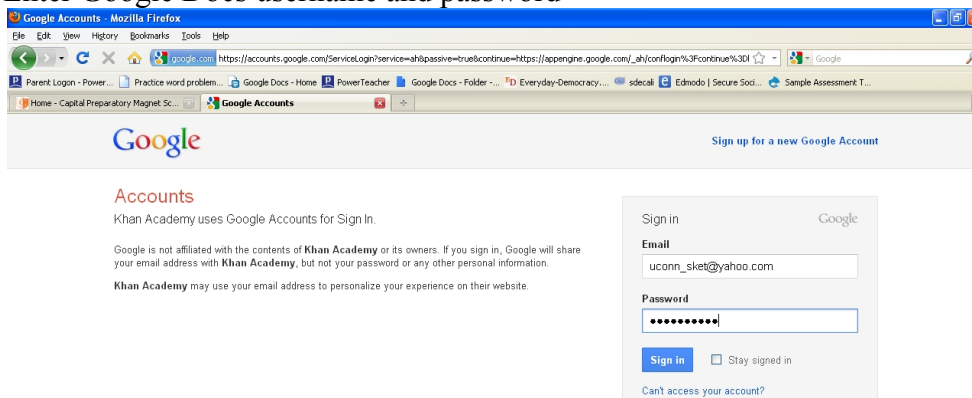 Enter Google Docs username and password
Google Accounts - Mozilla Firefox
File Edit View History Bookmarks Tools Help
google.com https://accounts.google.com/ServiceLogin?service=ah&passive=true&continue=https://appengine.google.com/_ah/conflogin%3Fcontinue%3Dl Google
Parent Logon - Power... Practice word problem... Google Docs - Home PowerTeacher Google Docs - Folder -... Everyday-Democracy.... sdecali Edmodo | Secure Soci... Sample Assessment T...
Home - Capital Preparatory Magnet Sc... Google Accounts
Google
Sign up for a new Google Account
Accounts
Khan Academy uses Google Accounts for Sign In.
Google is not affiliated with the contents of Khan Academy or its owners. If you sign in, Google will share
your email address with Khan Academy, but not your password or any other personal information.
Khan Academy may use your email address to personalize your experience on their website.
Sign in Google
Email
uconn_sket@yahoo.com
Password
Sign in Stay signed in
Can't access your account?